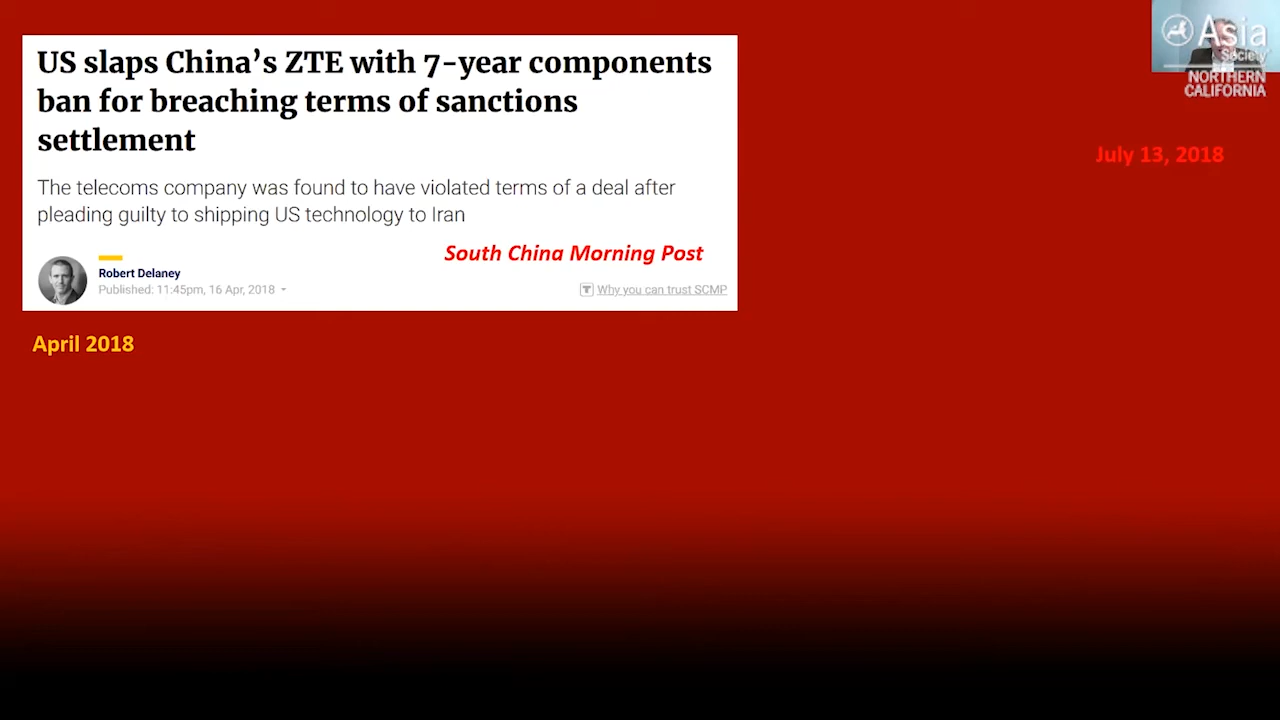 US slaps China’s ZTE with 7-year components
ban for breaching terms of sanctions
settlement
The telecoms company was found to have violated terms of a deal after
pleading guilty to shipping US technology to Iran
South China Morning Post
Robert Delaney
Published: 11:45pm, 16 Apr, 2018
Why you can trust SCMP
April 2018
Asia
Society
NORTHERN
CALIFORNIA
July 13, 2018